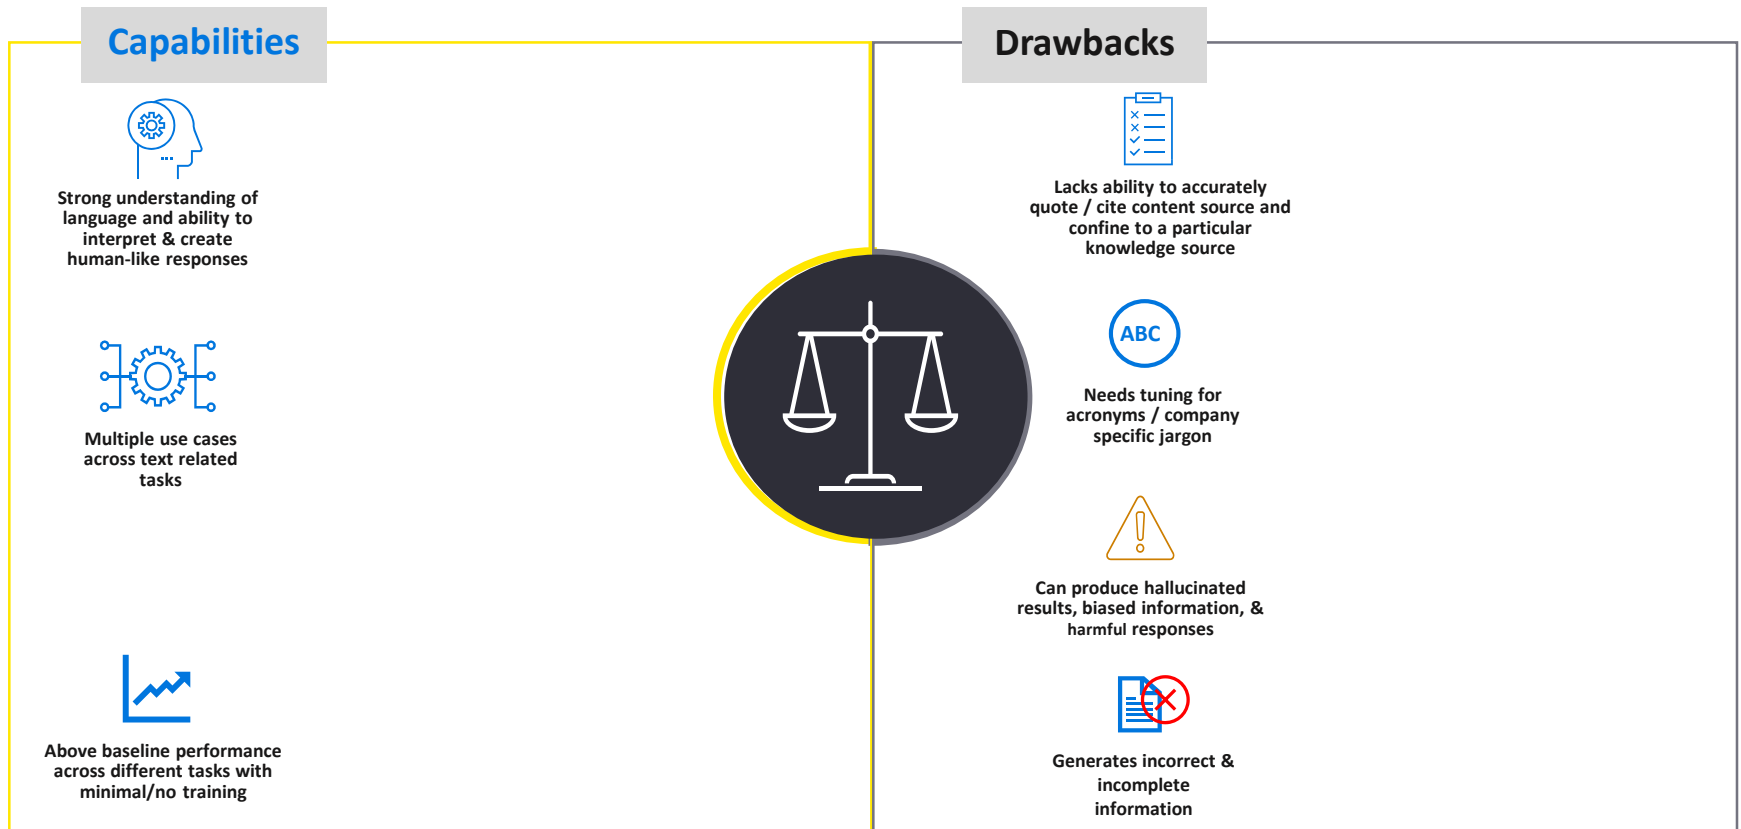 Capabilities
Strong understanding of
language and ability to
interpret & create
human-like responses
Multiple use cases
across text related
tasks
Above baseline performance
across different tasks with
minimal/no training
Drawbacks
Lacks ability to accurately
quote / cite content source and
confine to a particular
knowledge source
ABC
Needs tuning for
acronyms / company
specific jargon
Can produce hallucinated
results, biased information, &
harmful responses
Generates incorrect &
incomplete
information